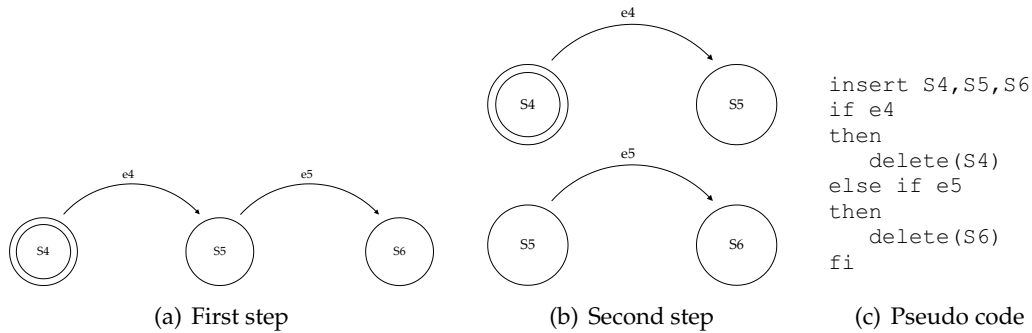 e4
e5
S4
S5
S6
(a) First step
e4
S4
S5
e5
S5
S6
(b) Second step
insert S4,S5,S6
if e4
then
   delete(S4)
else if e5
then
   delete(S6)
fi
(c) Pseudo code